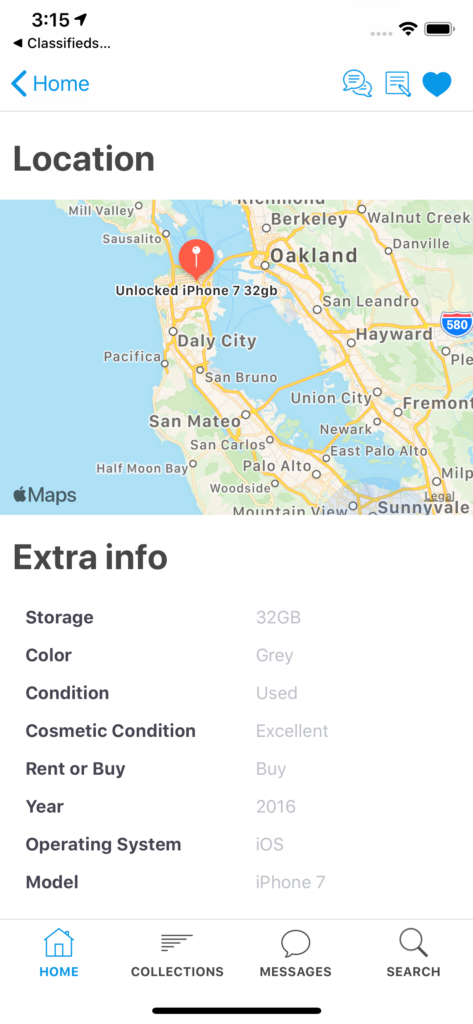 3:15
◀ Classifieds...
Home
Location
Richmond
Mill Valley
Berkeley
Walnut Creek
Sausalito
Danville
Oakland
Unlocked iPhone 7 32gb
San Leandro
580
Daly City
Hayward
Pacifica
Ple
San Bruno
Union City
Fremont
San Mateo
Newark
San Carlos
East Palo Alto
Half Moon Bay
Palo Alto
Milp
Woodside
Maps
Legal
Mountain View
Sunnyvale
Extra info
Storage 32GB
Color Grey
Condition Used
Cosmetic Condition Excellent
Rent or Buy Buy
Year 2016
Operating System iOS
Model iPhone 7
HOME COLLECTIONS MESSAGES SEARCH